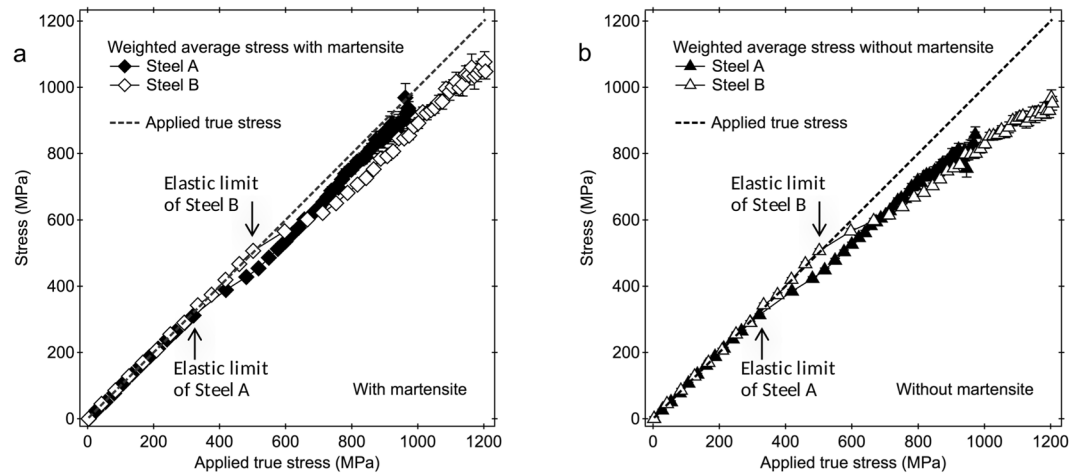 a
1200
1000
800
600
400
200
0
Stress (MPa)
Weighted average stress with martensite
Steel A
Steel B
Applied true stress
Elastic limit
of Steel B
Elastic limit
of Steel A
With martensite
0 200 400 600 800 1000 1200
Applied true stress (MPa)
b
1200
1000
800
600
400
200
0
Stress (MPa)
Weighted average stress without martensite
Steel A
Steel B
Applied true stress
Elastic limit
of Steel B
Elastic limit
of Steel A
Without martensite
0 200 400 600 800 1000 1200
Applied true stress (MPa)